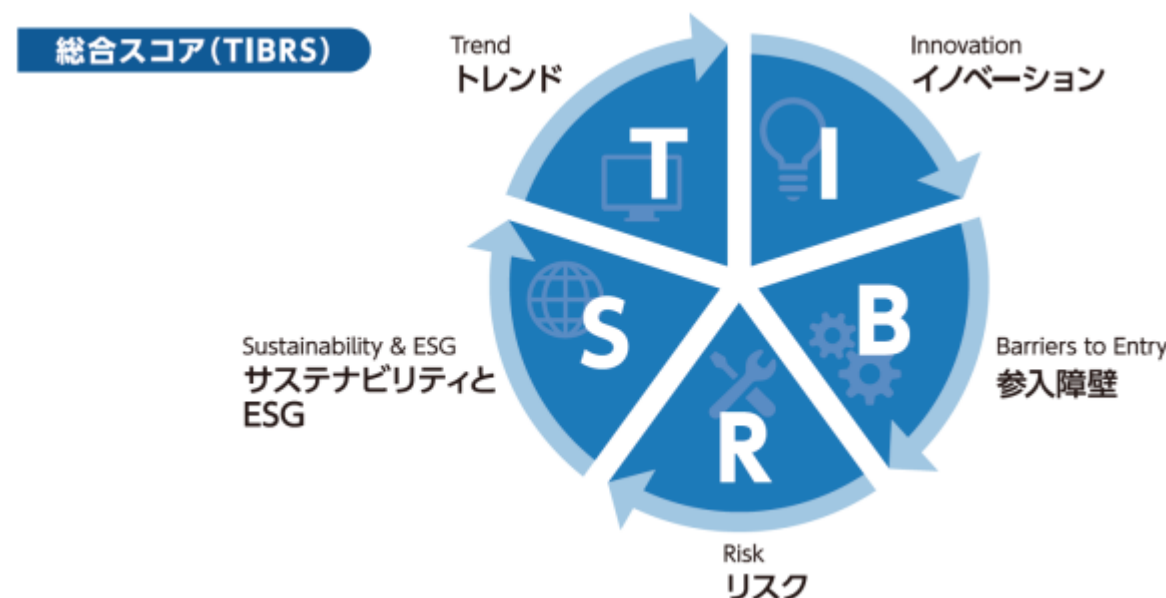 総合スコア(TIBRS)
Trend
トレンド
Innovation
イノベーション
T
I
S
B
R
Sustainability & ESG
サステナビリティと
ESG
Barriers to Entry
参入障壁
Risk
リスク